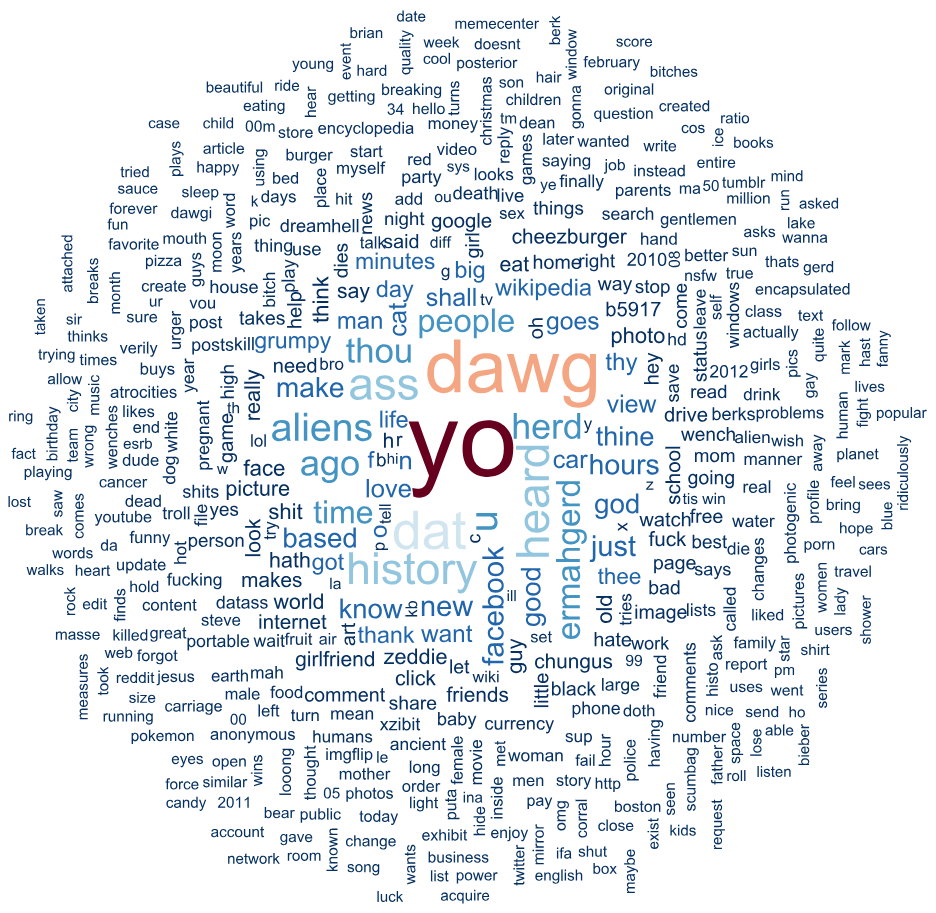 date
brian
memecenter
week
doesnt
berk
quality
event
young
hard
cool
posterior
window
score
february
bitches
beautiful
ride
hear
getting
breaking
turns
son
hair
original
eating
34
hello
christmas
children
gonna
question
created
case
child
00m
store
encyclopedia
money
reply
tm
dean
later
wanted
write
cos
ice
ratio
plays
article
using
burger
start
video
games
saying
job
instead
entire
books
tried
happy
bed
place
myself
red
party
sys
looks
ye
finally
parents
ma
50
tumblr
mind
sauce
sleep
word
k
days
hit
news
add
ou
death
live
sex
things
search
million
run
asked
forever
dawgi
pic
dreamhell
night
google
gentlemen
lake
fun
mouth
moon
years
thing
use
dies
talk
said
diff
girl
cheezburger
hand
asks
wanna
attached
favorite
guys
play
minutes
g
big
eat
home
right
2010
08
better
sun
thats
gerd
pizza
bitch
help
think
say
day
shall
tv
wikipedia
way
stop
nsfw
true
breaks
month
create
vou
house
cat
oh
b5917
come
leave
self
windows
encapsulated
taken
sir
ur
sure
post
takes
man
people
goes
photo
hd
status
class
text
thinks
urger
verily
postskill
grumpy
thou
dawg
thy
hey
save
2012
actually
quite
follow
trying
times
buys
year
need
bro
girls
pics
mark
fanny
allow
city
music
atrocities
high
really
make
ass
view
read
drink
gay
human
lives
fight
ring
birthday
team
wrong
wenches
likes
end
white
pregnant
game
th
aliens
life
yo
herd
y
thine
drive
berks
problems
popular
fact
esrb
dude
dog
lol
hr
wench
alien
wish
away
planet
playing
cancer
w
face
ago
f
bhi
n
heard
car
hours
school
mom
manner
photogenic
profile
feel
sees
ridiculously
lost
saw
comes
dead
shits
file
picture
love
z
going
real
bring
blue
youtube
troll
yes
shit
time
tell
dat
u
ermahgerd
god
tis
win
break
da
funny
hot
person
look
try
based
p
o
c
x
watch
free
water
porn
hope
words
update
hath
got
history
facebook
good
just
fuck
best
die
changes
cars
walks
heart
hold
fucking
makes
la
ill
thee
page
says
women
travel
rock
edit
finds
content
datass
world
know
kb
new
old
tries
bad
image
lists
called
liked
pictures
lady
shower
masse
killed
great
steve
internet
art
thank
want
guy
set
hate
work
family
users
web
forgot
portable
wait
fruit
air
girlfriend
zeddie
let
wiki
little
chungus
99
friend
comments
histo
ask
report
star
shirt
measures
took
reddit
jesus
earth
mah
click
black
large
uses
went
pm
series
size
carriage
male
food
comment
share
friends
phone
doth
nice
send
ho
running
00
left
turn
mean
xzibit
baby
currency
number
space
lose
able
bieber
pokemon
anonymous
humans
ancient
sup
hour
police
having
scumbag
father
eyes
open
wins
looong
thought
imgflip
le
female
movie
met
woman
fail
roll
listen
force
similar
mother
long
inside
men
story
http
seen
candy
2011
05
photos
order
puta
ina
hide
pay
omg
corral
boston
exist
request
bear
public
today
light
enjoy
close
kids
account
gave
known
change
exhibit
mirror
ifa
shut
network
room
song
wants
business
twitter
box
maybe
list
power
english
luck
acquire